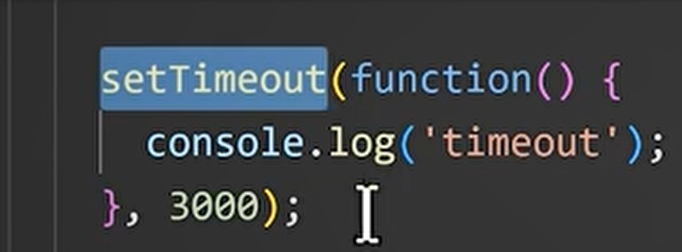 setTimeout(function() {
  console.log('timeout');
}, 3000);